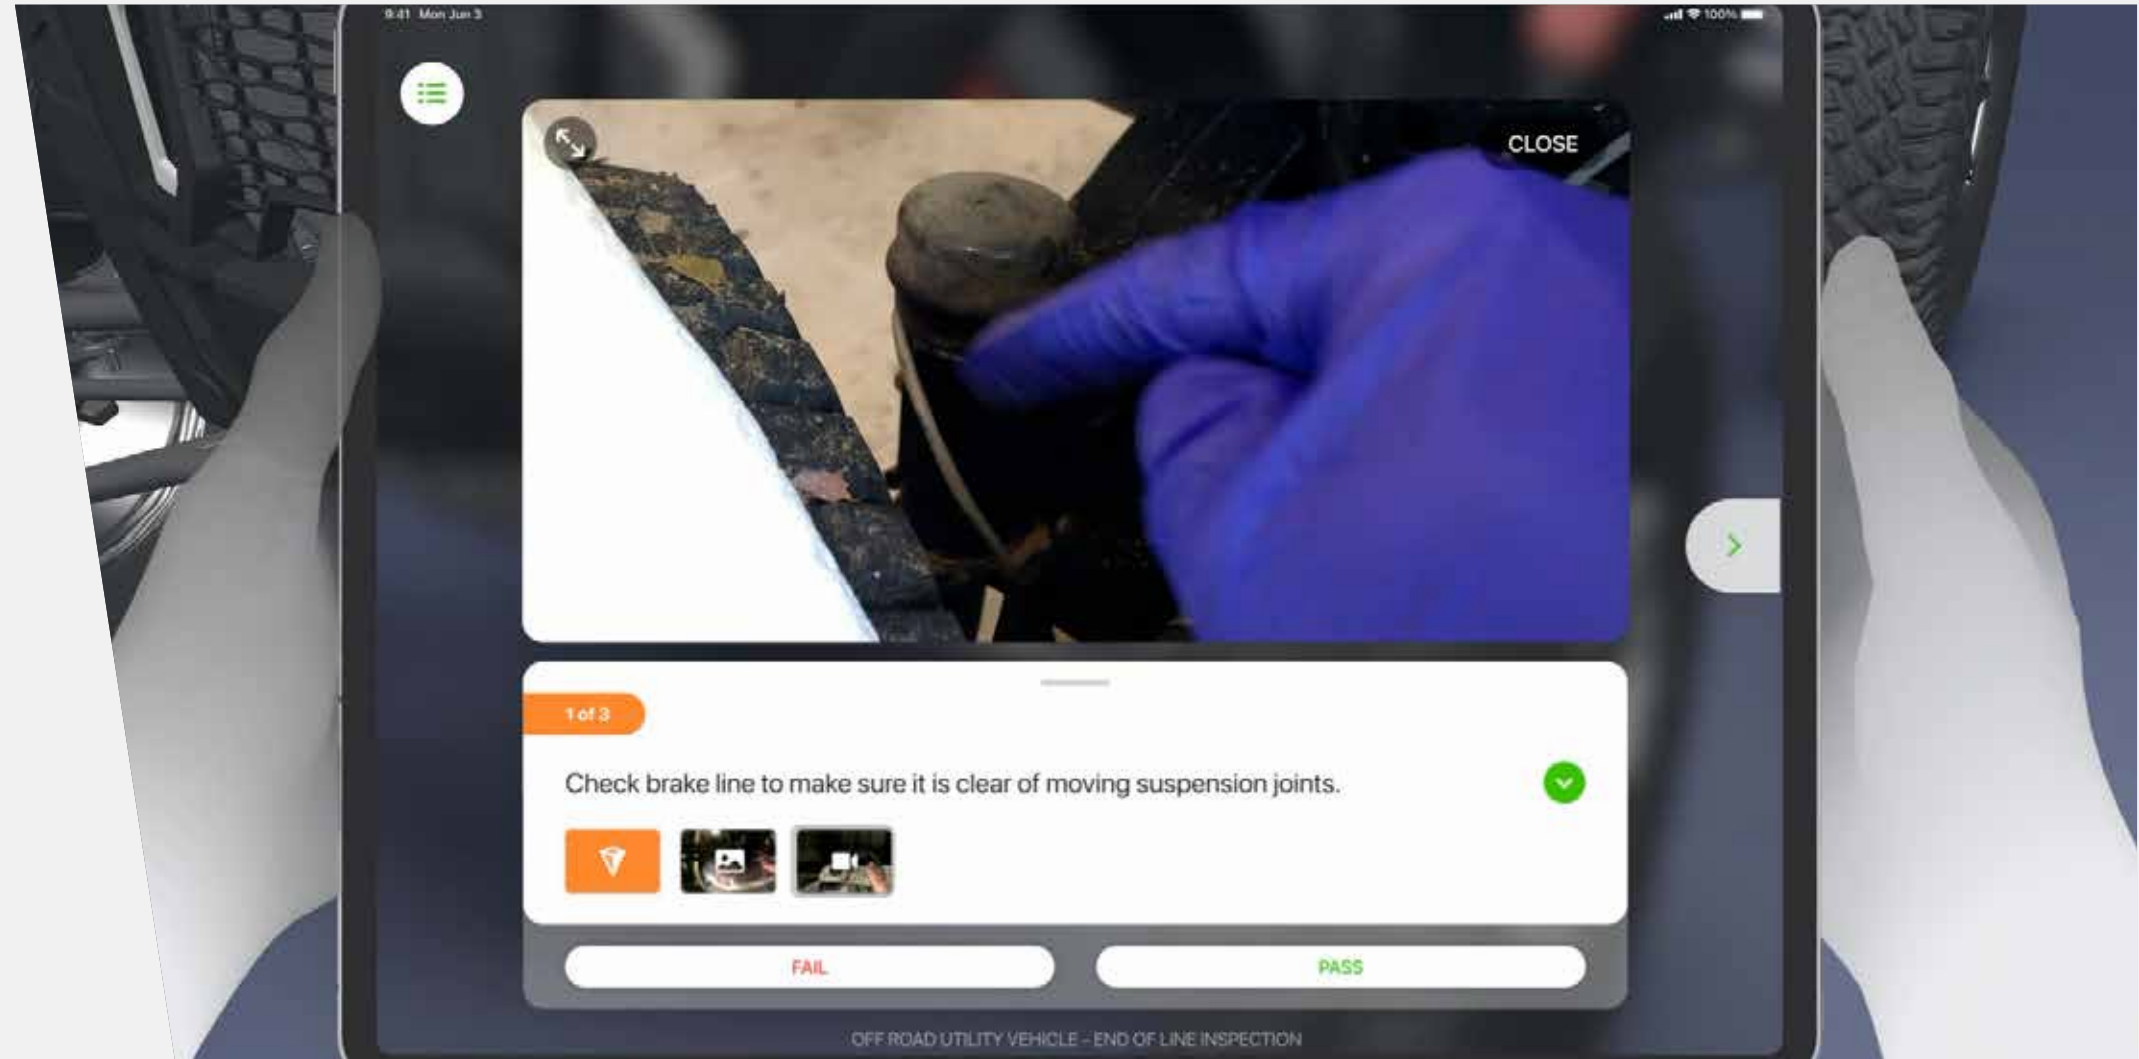 9:41 Mon Jun 3
100%
CLOSE
1 of 3
Check brake line to make sure it is clear of moving suspension joints.
FAIL
PASS
OFF ROAD UTILITY VEHICLE - END OF LINE INSPECTION